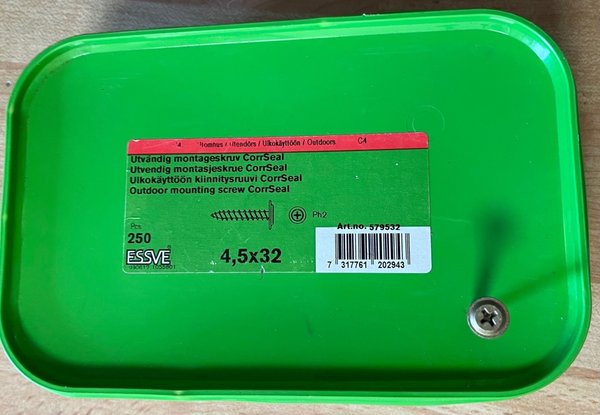 Utomhus / Utendørs / Ulkokäyttöön / Outdoors C4
Utvändig montageskruv CorrSeal
Utvendig montasjeskrue CorrSeal
Ulkokäyttöön kiinnitysruuvi CorrSeal
Outdoor mounting screw CorrSeal
Ph2
Pcs
250
ESSVE
4,5x32
Art.no. 579532
7 317761 202943